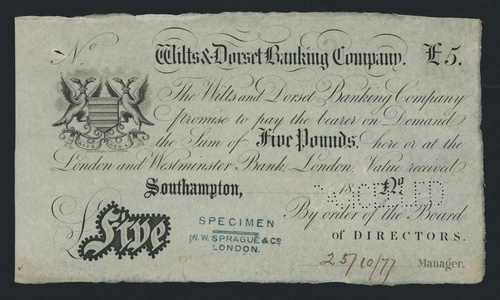 No Wilts & Dorset Banking Company. £5.
The Wilts and Dorset Banking Company
promise to pay the bearer on Demand
the Sum of Five Pounds, here or at the
London and Westminster Bank, London. Value received
Southampton, 18 No
CANCELLED
By order of the Board
of DIRECTORS.
£ Five
SPECIMEN
W.W. SPRAGUE & Co
LONDON.
25/10/77 Manager.